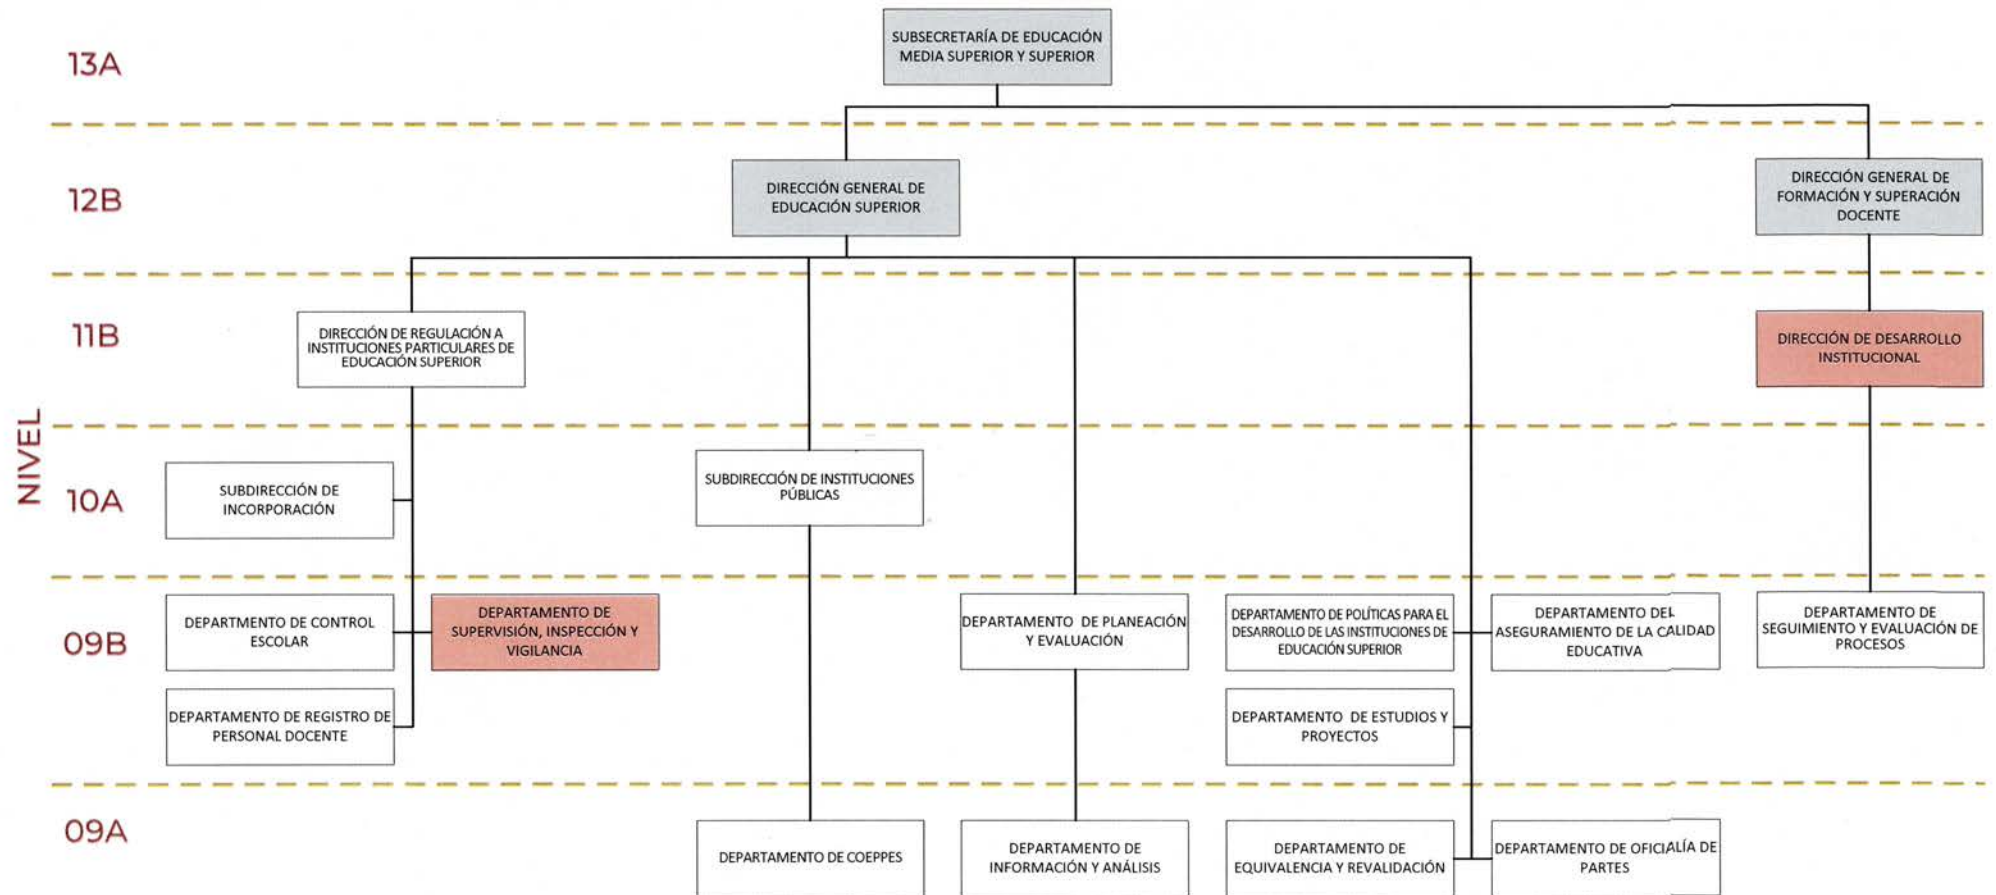 SUBSECRETARÍA DE EDUCACIÓN
MEDIA SUPERIOR Y SUPERIOR
13A
12B
DIRECCIÓN GENERAL DE
EDUCACIÓN SUPERIOR
DIRECCIÓN GENERAL DE
FORMACIÓN Y SUPERACIÓN
DOCENTE
11B
DIRECCIÓN DE REGULACIÓN A
INSTITUCIONES PARTICULARES DE
EDUCACIÓN SUPERIOR
DIRECCIÓN DE DESARROLLO
INSTITUCIONAL
NIVEL
10A
SUBDIRECCIÓN DE
INCORPORACIÓN
SUBDIRECCIÓN DE INSTITUCIONES
PÚBLICAS
09B
DEPARTMENTO DE CONTROL
ESCOLAR
DEPARTAMENTO DE
SUPERVISIÓN, INSPECCIÓN Y
VIGILANCIA
DEPARTAMENTO DE PLANEACIÓN
Y EVALUACIÓN
DEPARTAMENTO DE POLÍTICAS PARA EL
DESARROLLO DE LAS INSTITUCIONES DE
EDUCACIÓN SUPERIOR
DEPARTAMENTO DEL
ASEGURAMIENTO DE LA CALIDAD
EDUCATIVA
DEPARTAMENTO DE
SEGUIMIENTO Y EVALUACIÓN DE
PROCESOS
DEPARTAMENTO DE REGISTRO DE
PERSONAL DOCENTE
DEPARTAMENTO DE ESTUDIOS Y
PROYECTOS
09A
DEPARTAMENTO DE COEPPES
DEPARTAMENTO DE
INFORMACIÓN Y ANÁLISIS
DEPARTAMENTO DE
EQUIVALENCIA Y REVALIDACIÓN
DEPARTAMENTO DE OFICIALÍA DE
PARTES